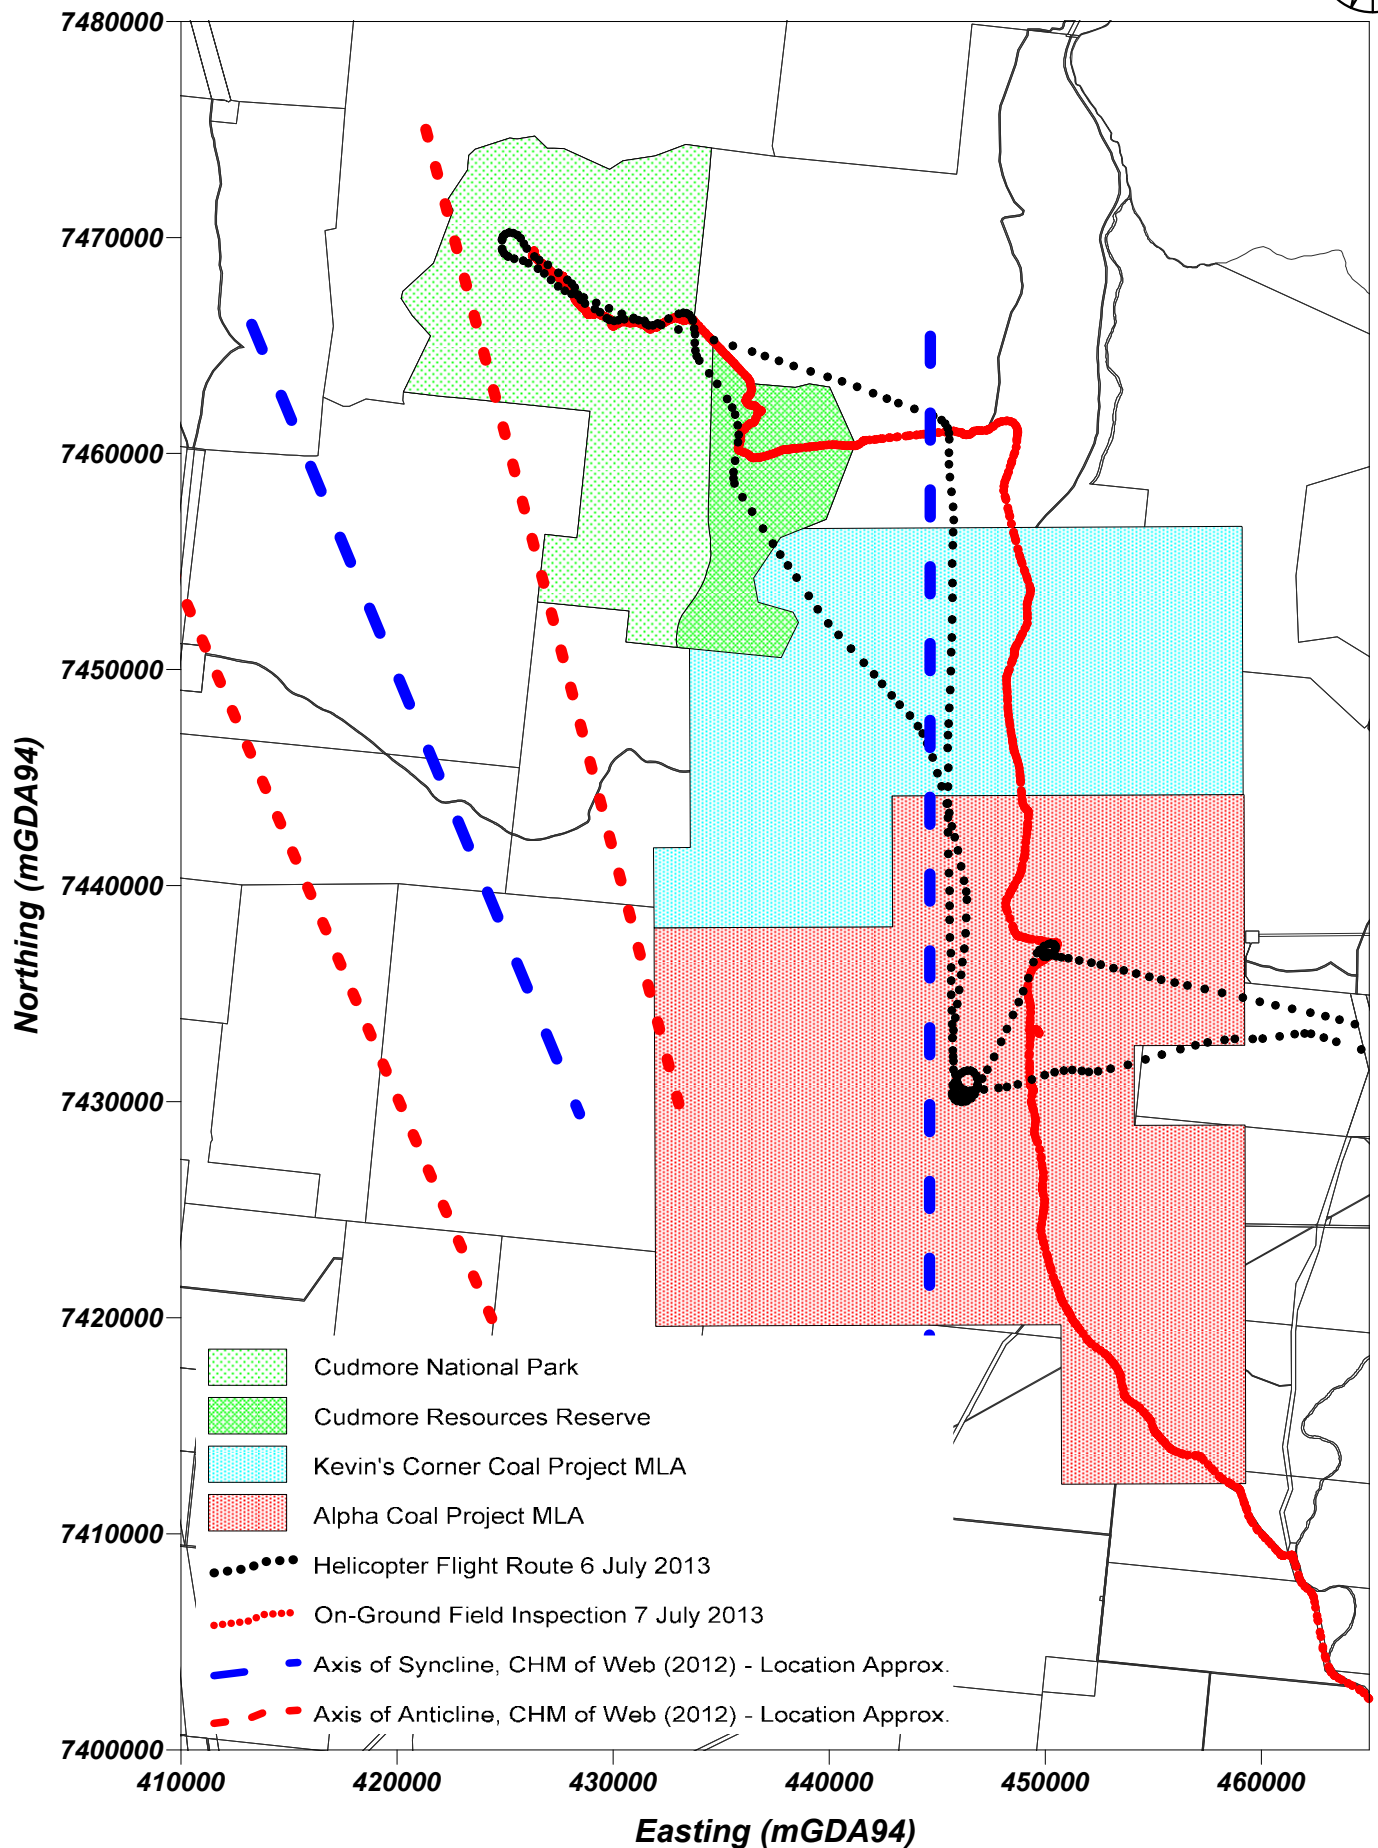 7480000
7470000
7460000
7450000
7440000
7430000
7420000
7410000
7400000
Northing (mGDA94)
Cudmore National Park
Cudmore Resources Reserve
Kevin's Corner Coal Project MLA
Alpha Coal Project MLA
Helicopter Flight Route 6 July 2013
On-Ground Field Inspection 7 July 2013
Axis of Syncline, CHM of Web (2012) - Location Approx.
Axis of Anticline, CHM of Web (2012) - Location Approx.
410000 420000 430000 440000 450000 460000
Easting (mGDA94)